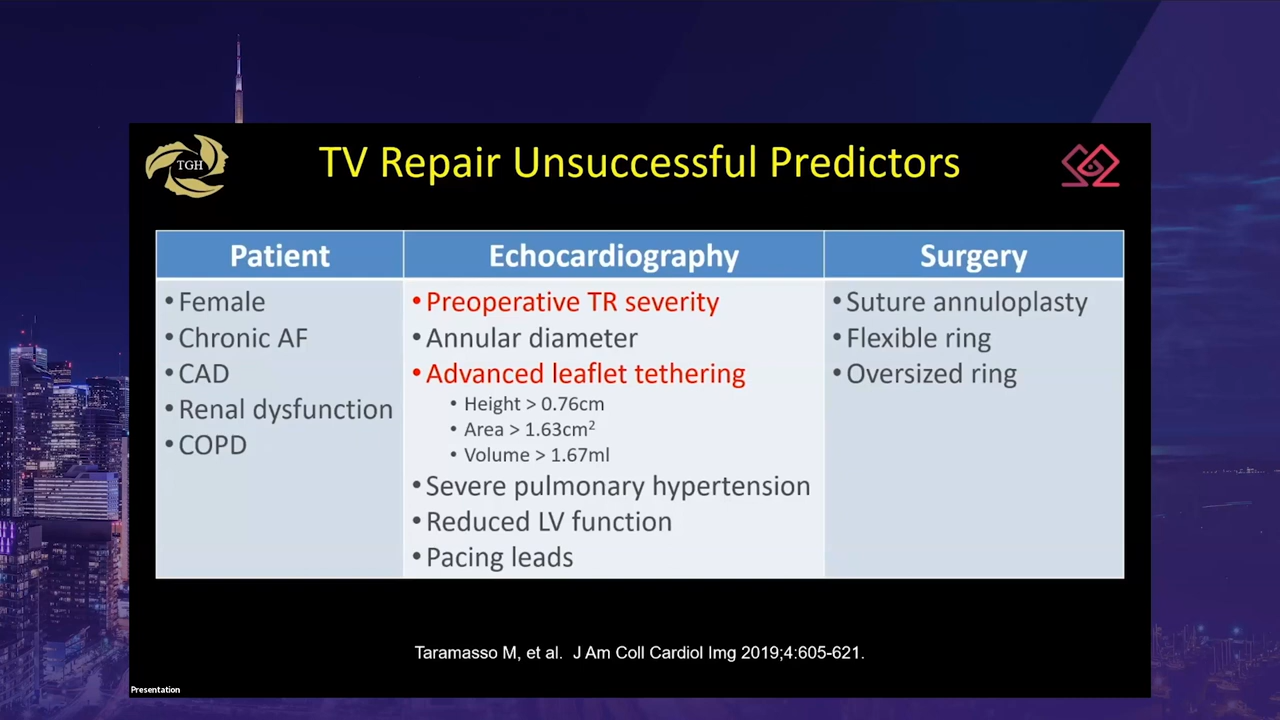 TGH
TV Repair Unsuccessful Predictors
Patient
• Female
• Chronic AF
• CAD
• Renal dysfunction
• COPD
Echocardiography
• Preoperative TR severity
• Annular diameter
• Advanced leaflet tethering
• Height > 0.76cm
• Area > 1.63cm²
• Volume > 1.67ml
• Severe pulmonary hypertension
• Reduced LV function
• Pacing leads
Surgery
• Suture annuloplasty
• Flexible ring
• Oversized ring
Taramasso M, et al. J Am Coll Cardiol Img 2019;4:605-621.
Presentation